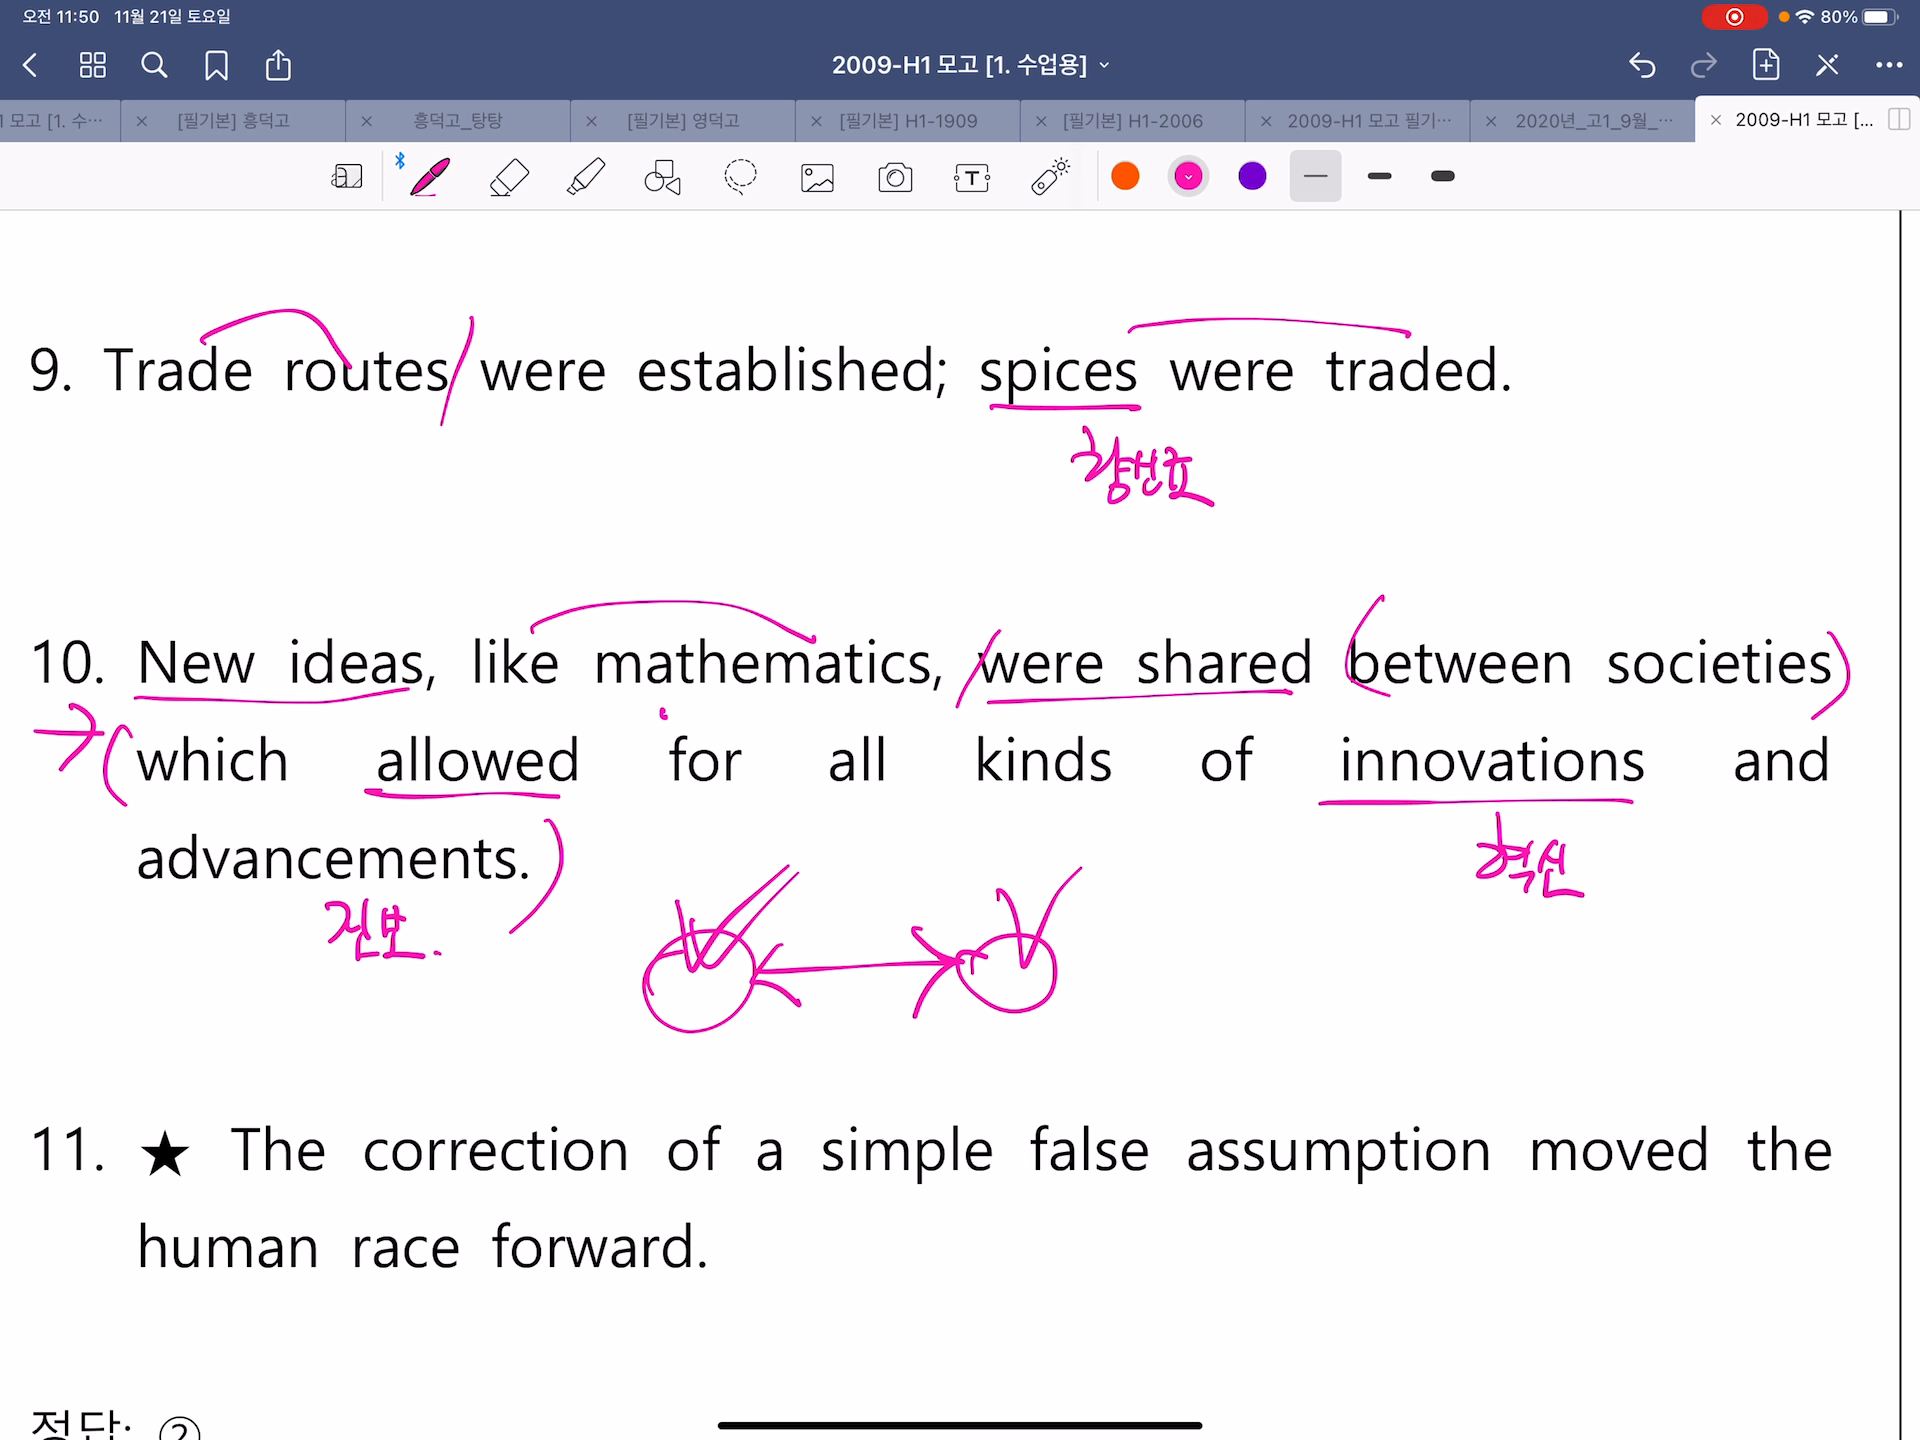 오전 11:50 11월 21일 토요일
80%
2009-H1 모고 [1. 수업용]
모고 [1. 수…
[필기본] 흥덕고
흥덕고_탕탕
[필기본] 영덕고
[필기본] H1-1909
[필기본] H1-2006
2009-H1 모고 필기…
2020년_고1_9월_…
2009-H1 모고 […
9. Trade routes were established; spices were traded.
향신료
10. New ideas, like mathematics, were shared between societies
which allowed for all kinds of innovations and
혁신
advancements.
진보.
11. ★ The correction of a simple false assumption moved the
human race forward.
정답: ②